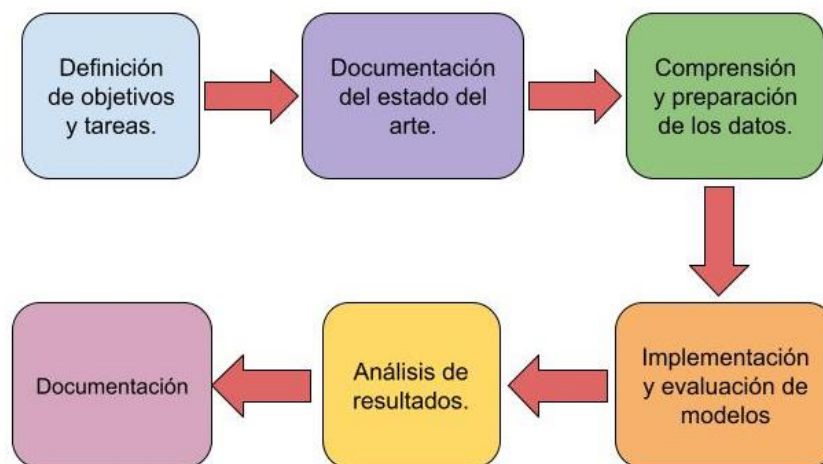 Definición
de objetivos
y tareas.
Documentación
del estado del
arte.
Comprensión
y preparación
de los datos.
Implementación
y evaluación de
modelos
Análisis de
resultados.
Documentación